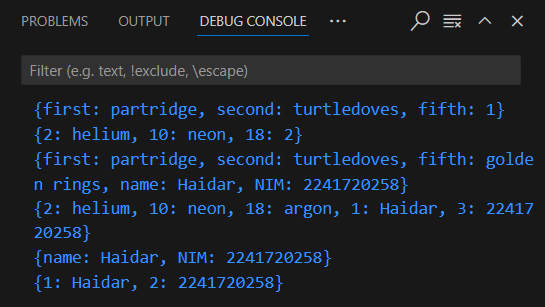 PROBLEMS OUTPUT DEBUG CONSOLE ...
Filter (e.g. text, !exclude, \escape)
{first: partridge, second: turtledoves, fifth: 1}
{2: helium, 10: neon, 18: 2}
{first: partridge, second: turtledoves, fifth: golde
n rings, name: Haidar, NIM: 2241720258}
{2: helium, 10: neon, 18: argon, 1: Haidar, 3: 22417
20258}
{name: Haidar, NIM: 2241720258}
{1: Haidar, 2: 2241720258}